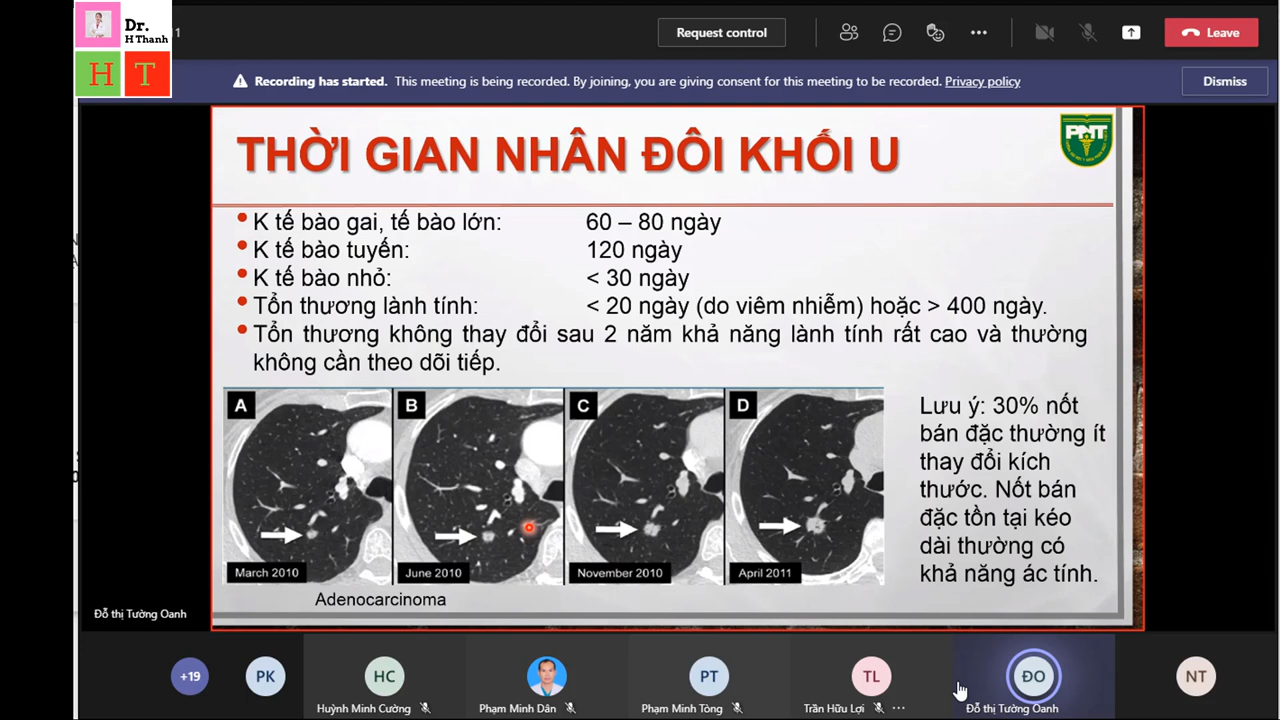 Dr.
H Thanh
H T
1
Request control
Leave
Recording has started. This meeting is being recorded. By joining, you are giving consent for this meeting to be recorded. Privacy policy
Dismiss
THỜI GIAN NHÂN ĐÔI KHỐI U
PNT
• K tế bào gai, tế bào lớn: 60 – 80 ngày
• K tế bào tuyến: 120 ngày
• K tế bào nhỏ: < 30 ngày
• Tổn thương lành tính: < 20 ngày (do viêm nhiễm) hoặc > 400 ngày.
• Tổn thương không thay đổi sau 2 năm khả năng lành tính rất cao và thường
không cần theo dõi tiếp.
A
March 2010
B
June 2010
C
November 2010
D
April 2011
Adenocarcinoma
Lưu ý: 30% nốt
bán đặc thường ít
thay đổi kích
thước. Nốt bán
đặc tồn tại kéo
dài thường có
khả năng ác tính.
Đỗ thị Tường Oanh
+19
PK
HC
Huỳnh Minh Cường
Phạm Minh Dân
PT
Phạm Minh Tòng
TL
Trần Hữu Lợi
ĐO
Đỗ thị Tường Oanh
NT